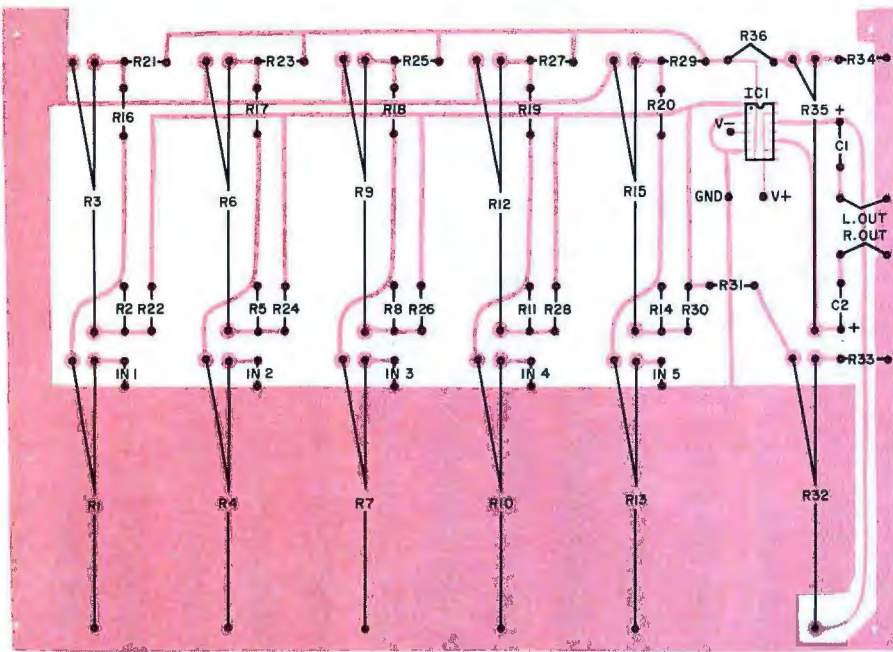 R36
R21 R23 R25 R27 R29 R34
IC1
R16 R17 R18 R19 R20 R35 +
V- C1
R3 R6 R9 R12 R15 GND V+
L.OUT
R.OUT
R2 R22 R5 R24 R8 R26 R11 R28 R14 R30 R31 C2
+
IN 1 IN 2 IN 3 IN 4 IN 5 R33
R1 R4 R7 R10 R13 R32